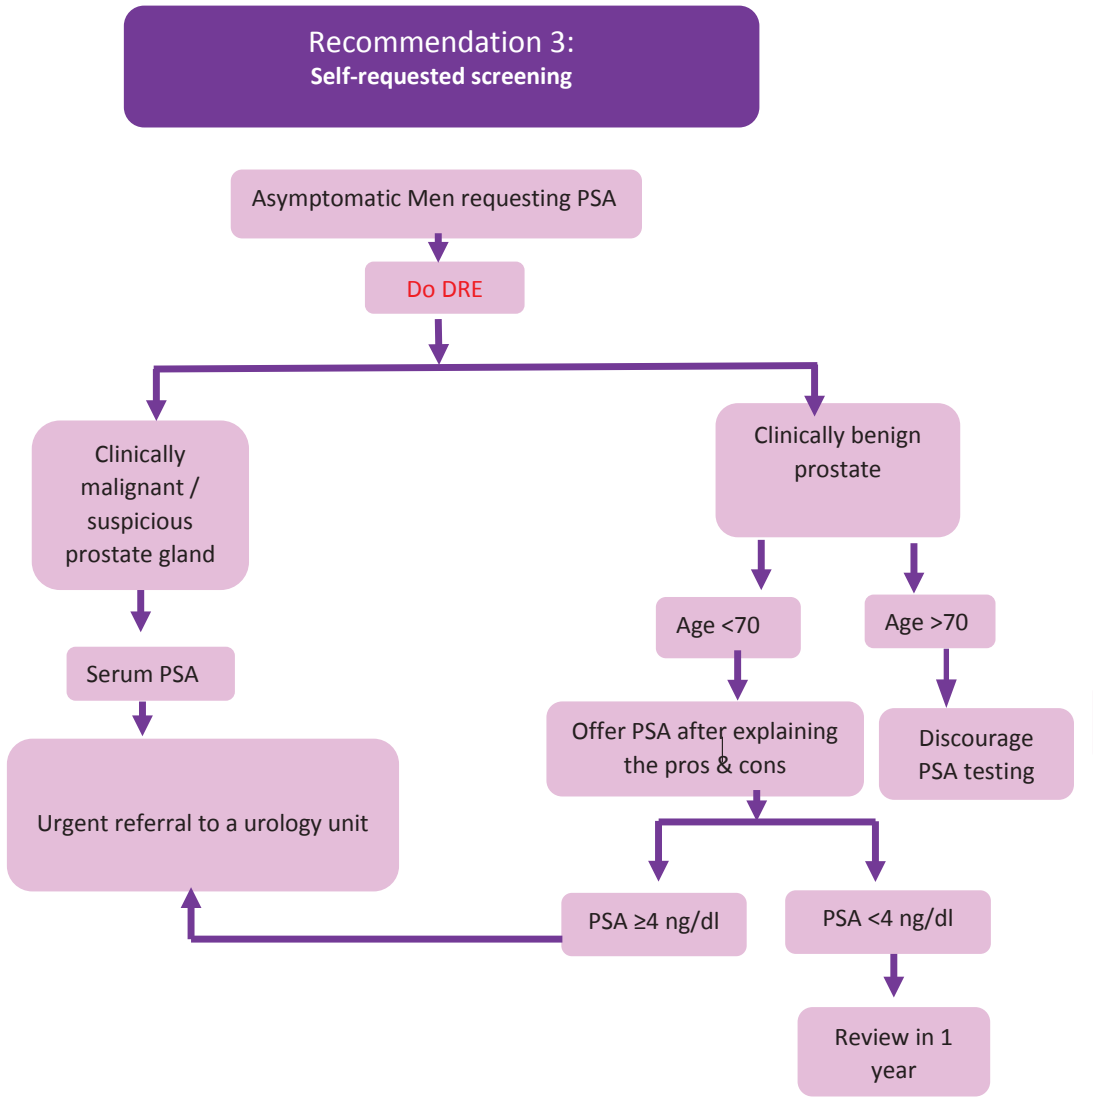 Recommendation 3:
Self-requested screening
Asymptomatic Men requesting PSA
Do DRE
Clinically
malignant /
suspicious
prostate gland
Serum PSA
Urgent referral to a urology unit
Clinically benign
prostate
Age <70
Age >70
Offer PSA after explaining
the pros & cons
Discourage
PSA testing
PSA ≥4 ng/dl
PSA <4 ng/dl
Review in 1
year